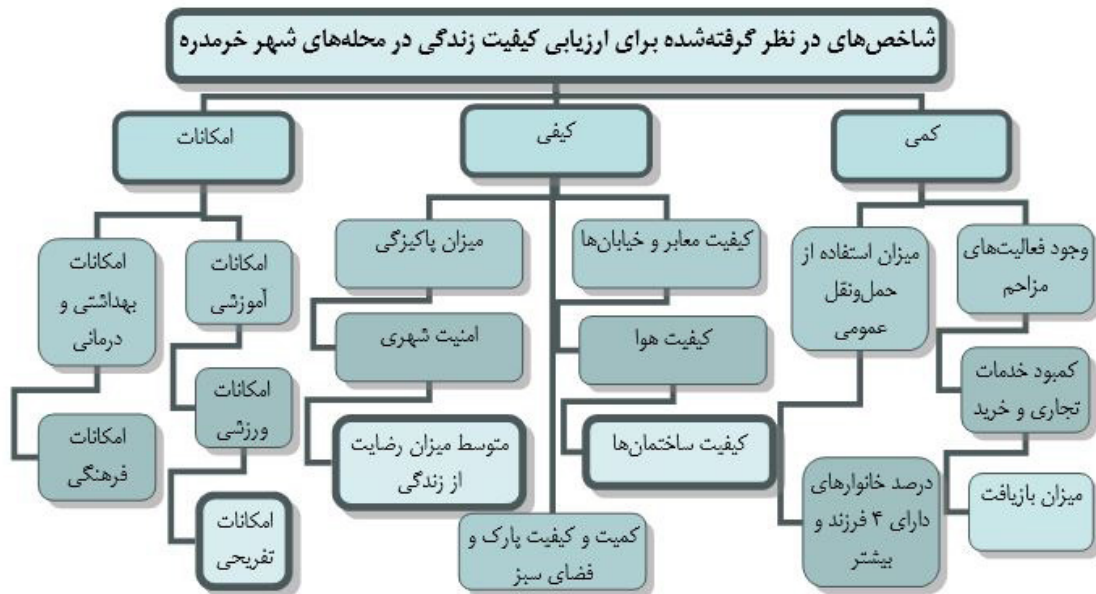 شاخص‌های در نظر گرفته‌شده برای ارزیابی کیفیت زندگی در محله‌های شهر خرمدره
کمی
کیفی
امکانات
وجود فعالیت‌های
مزاحم
کمبود خدمات
تجاری و خرید
میزان بازیافت
میزان استفاده از
حمل‌ونقل
عمومی
درصد خانوارهای
دارای ۴ فرزند و
بیشتر
کیفیت معابر و خیابان‌ها
کیفیت هوا
کیفیت ساختمان‌ها
کمیت و کیفیت پارک و
فضای سبز
میزان پاکیزگی
امنیت شهری
متوسط میزان رضایت
از زندگی
امکانات
آموزشی
امکانات
ورزشی
امکانات
تفریحی
امکانات
بهداشتی و
درمانی
امکانات
فرهنگی